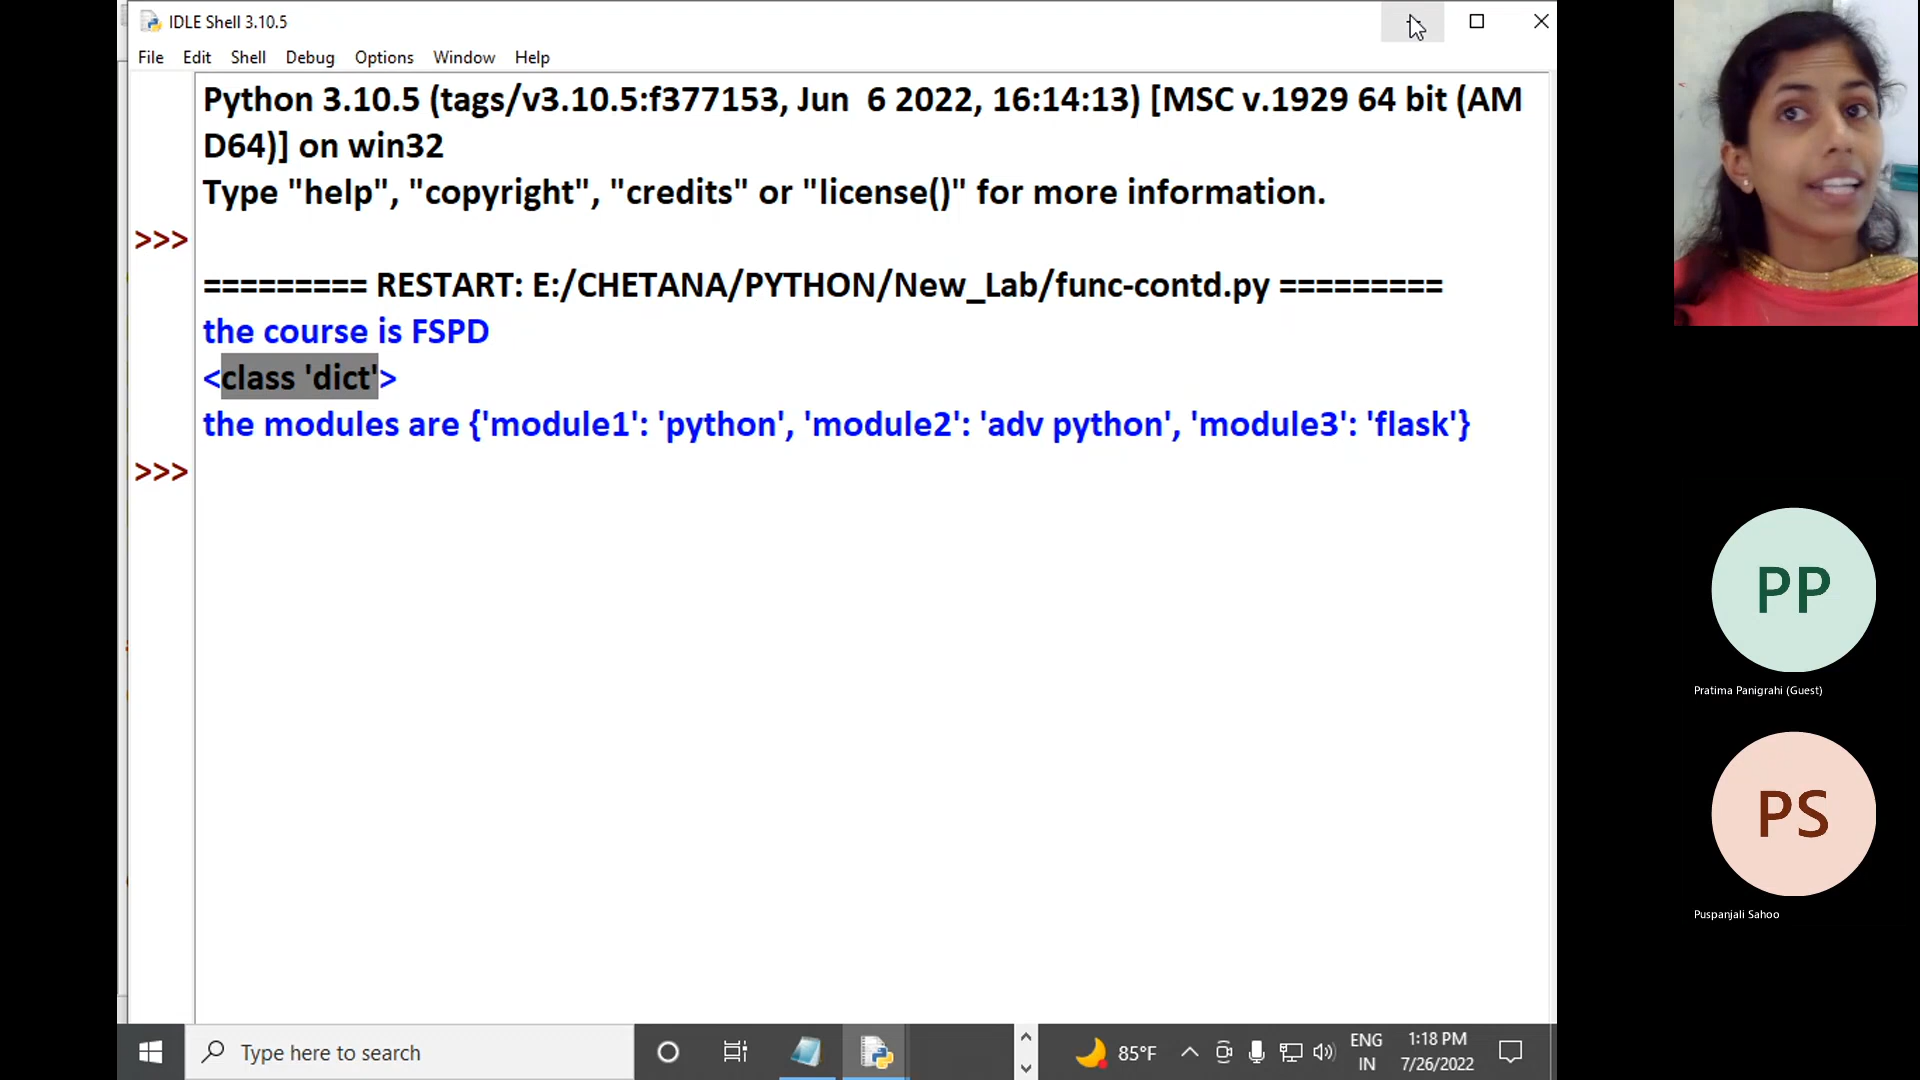 IDLE Shell 3.10.5
File Edit Shell Debug Options Window Help
Python 3.10.5 (tags/v3.10.5:f377153, Jun  6 2022, 16:14:13) [MSC v.1929 64 bit (AM
D64)] on win32
Type "help", "copyright", "credits" or "license()" for more information.
>>>
========= RESTART: E:/CHETANA/PYTHON/New_Lab/func-contd.py =========
the course is FSPD
<class 'dict'>
the modules are {'module1': 'python', 'module2': 'adv python', 'module3': 'flask'}
>>>
PP
Pratima Panigrahi (Guest)
PS
Puspanjali Sahoo
Type here to search
85°F
ENG
IN
1:18 PM
7/26/2022